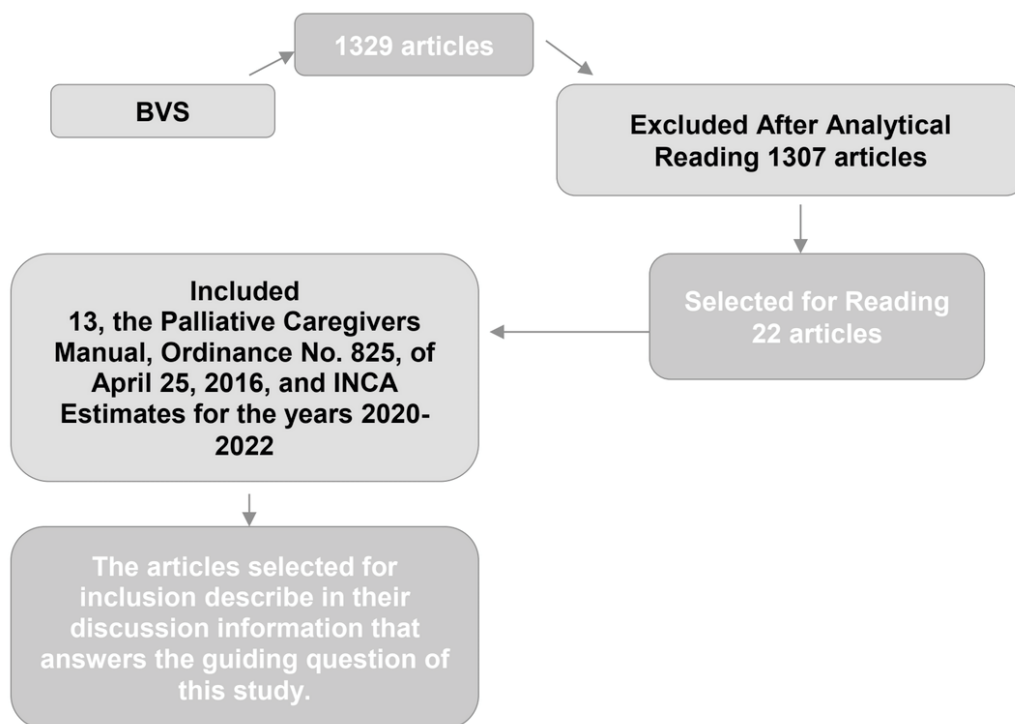 1329 articles
BVS
Excluded After Analytical
Reading 1307 articles
Selected for Reading
22 articles
Included
13, the Palliative Caregivers
Manual, Ordinance No. 825, of
April 25, 2016, and INCA
Estimates for the years 2020-
2022
The articles selected for
inclusion describe in their
discussion information that
answers the guiding question of
this study.